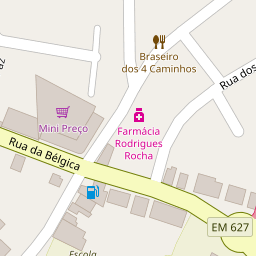 Braseiro
dos 4 Caminhos
Rua dos
Mini Preço
Farmácia
Rodrigues
Rocha
Rua da Bélgica
EM 627
Escola